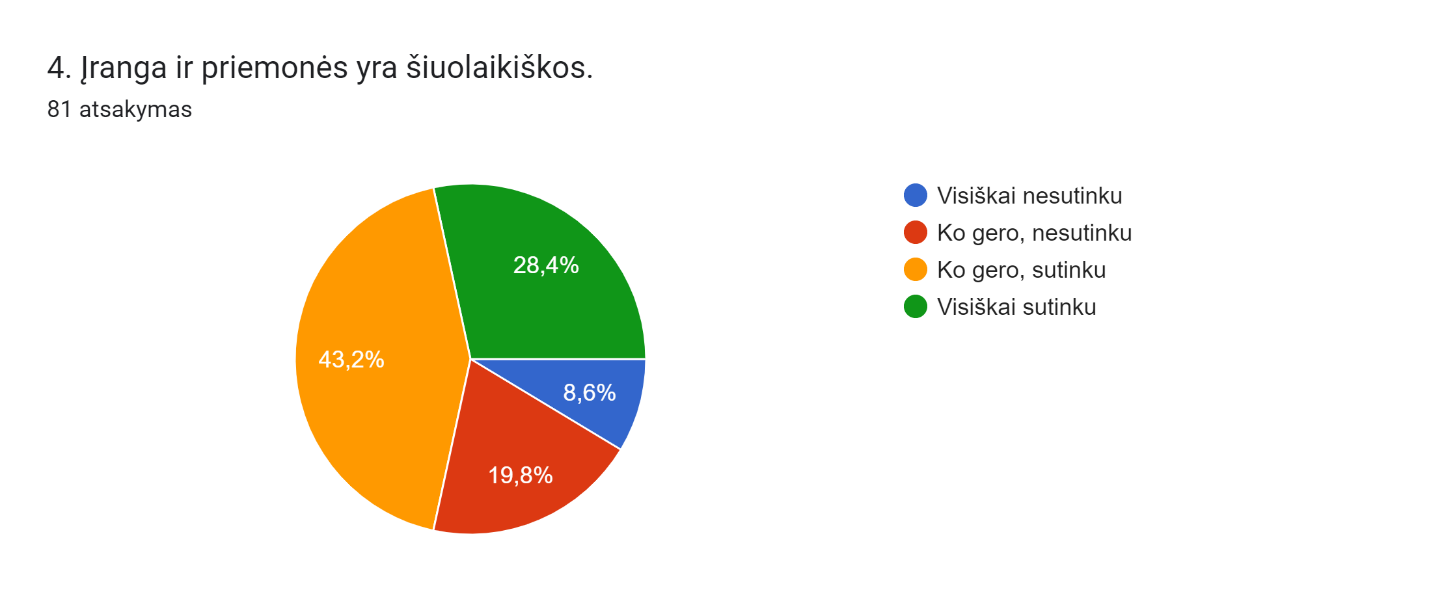 4. Įranga ir priemonės yra šiuolaikiškos.
81 atsakymas
28,4%
43,2%
8,6%
19,8%
Visiškai nesutinku
Ko gero, nesutinku
Ko gero, sutinku
Visiškai sutinku